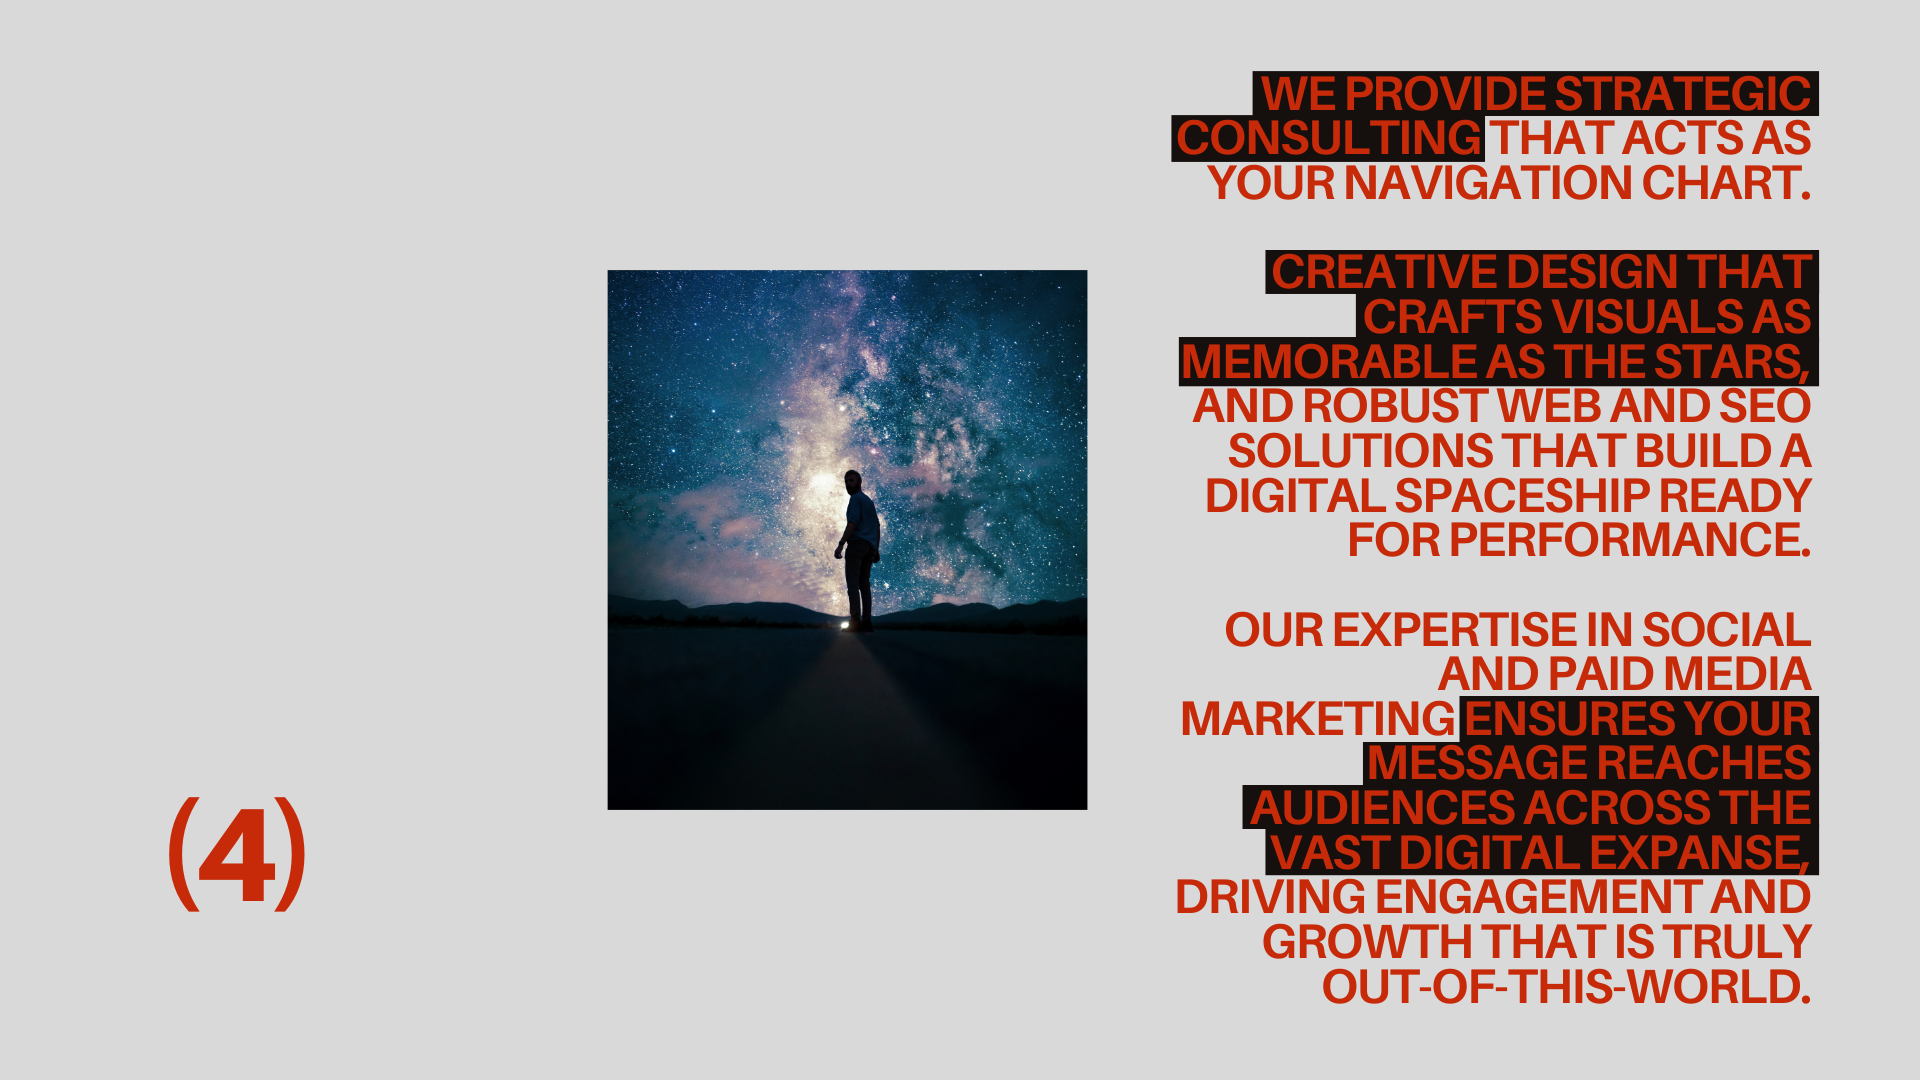 WE PROVIDE STRATEGIC
CONSULTING THAT ACTS AS
YOUR NAVIGATION CHART.
CREATIVE DESIGN THAT
CRAFTS VISUALS AS
MEMORABLE AS THE STARS,
AND ROBUST WEB AND SEO
SOLUTIONS THAT BUILD A
DIGITAL SPACESHIP READY
FOR PERFORMANCE.
OUR EXPERTISE IN SOCIAL
AND PAID MEDIA
MARKETING ENSURES YOUR
MESSAGE REACHES
AUDIENCES ACROSS THE
VAST DIGITAL EXPANSE,
DRIVING ENGAGEMENT AND
GROWTH THAT IS TRULY
OUT-OF-THIS-WORLD.
(4)